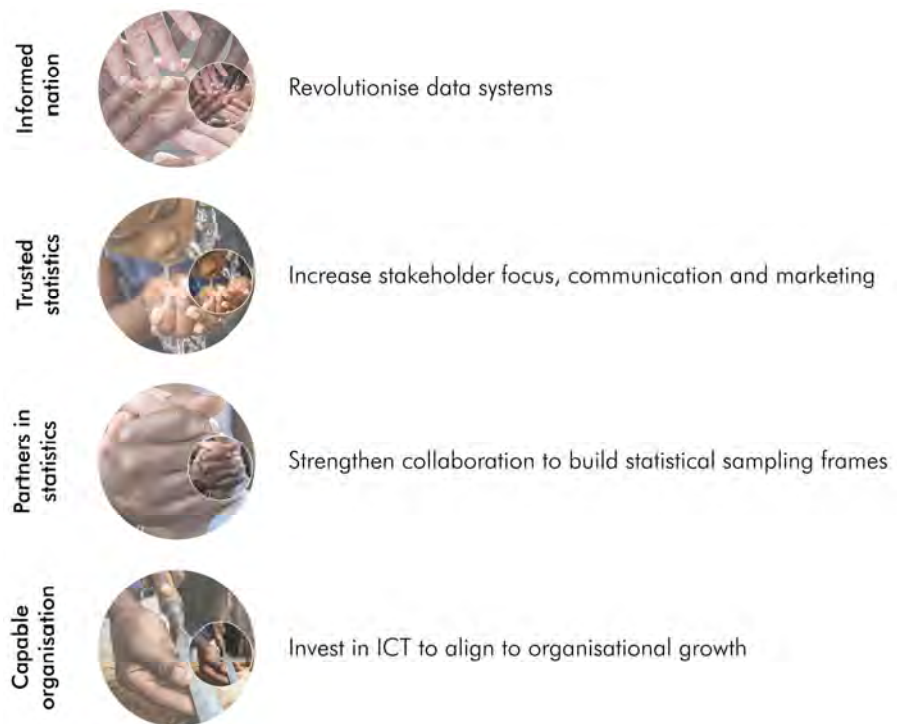 Informed
nation
Revolutionise data systems
Trusted
statistics
Increase stakeholder focus, communication and marketing
Partners in
statistics
Strengthen collaboration to build statistical sampling frames
Capable
organisation
Invest in ICT to align to organisational growth